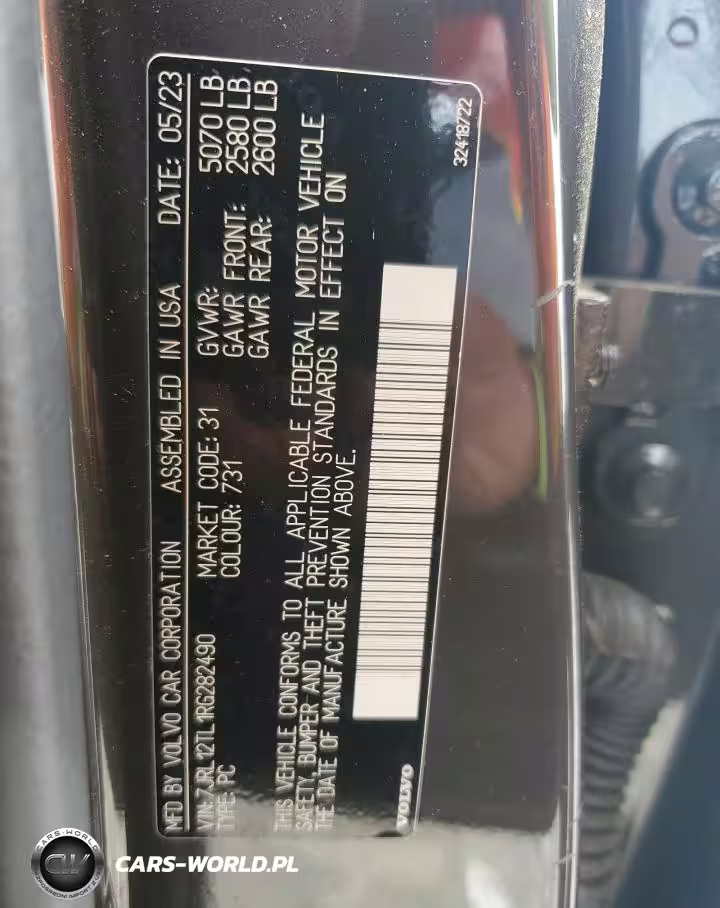 MFD BY VOLVO CAR CORPORATION ASSEMBLED IN USA DATE: 05/23
VIN: 7JRL12TL1RG282490 MARKET CODE: 31 GVWR: 5070 LB
TYPE: PC COLOUR: 731 GAWR FRONT: 2580 LB
GAWR REAR: 2600 LB
THIS VEHICLE CONFORMS TO ALL APPLICABLE FEDERAL MOTOR VEHICLE
SAFETY, BUMPER AND THEFT PREVENTION STANDARDS IN EFFECT ON
THE DATE OF MANUFACTURE SHOWN ABOVE.
VOLVO
32418722
CARS-WORLD
CW
CARS-WORLD.PL